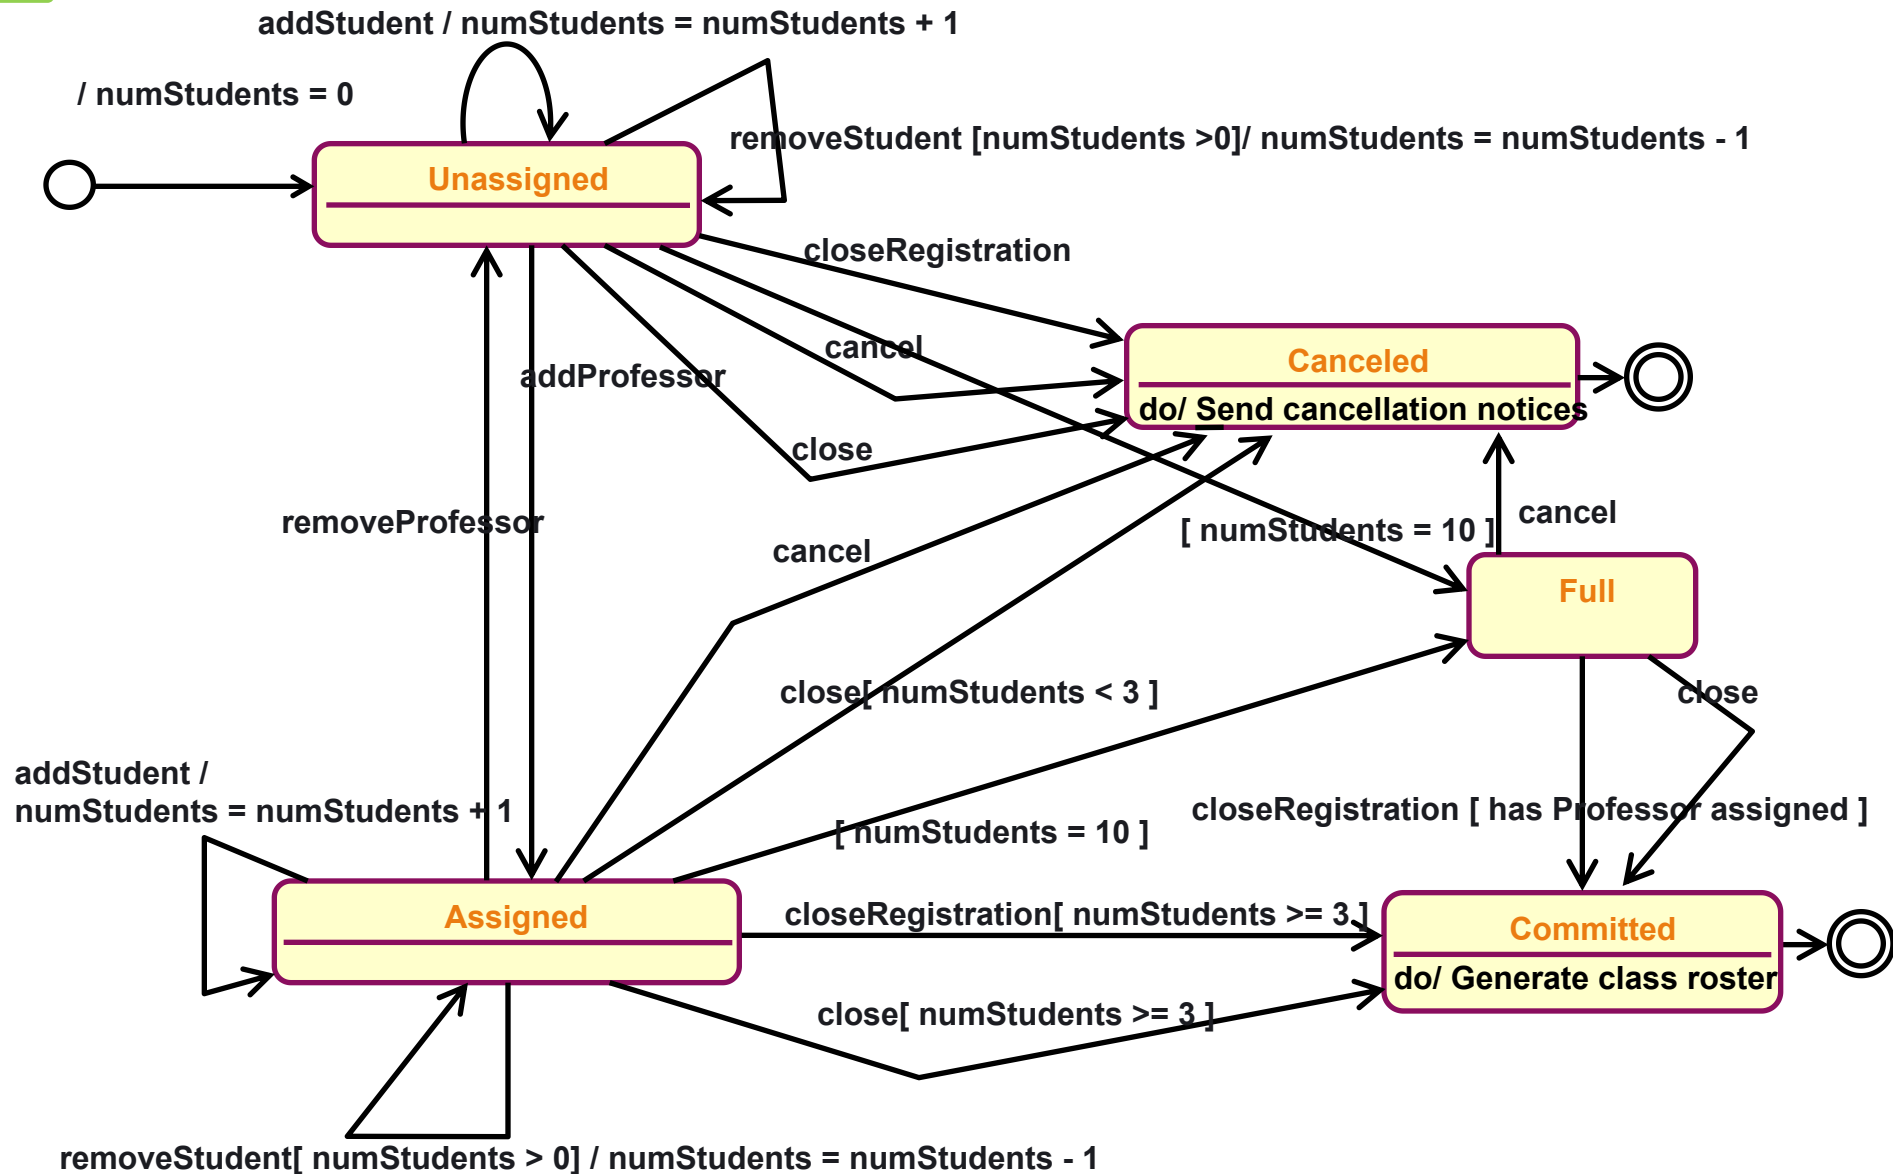 addStudent / numStudents = numStudents + 1
/ numStudents = 0
removeStudent [numStudents >0]/ numStudents = numStudents - 1
Unassigned
closeRegistration
cancel
Canceled
addProfessor
do/ Send cancellation notices
close
removeProfessor
cancel
[ numStudents = 10 ]
cancel
Full
close[ numStudents < 3 ]
close
addStudent /
numStudents = numStudents + 1
closeRegistration [ has Professor assigned ]
[ numStudents = 10 ]
Assigned
closeRegistration[ numStudents >= 3 ]
Committed
do/ Generate class roster
close[ numStudents >= 3 ]
removeStudent[ numStudents > 0] / numStudents = numStudents - 1